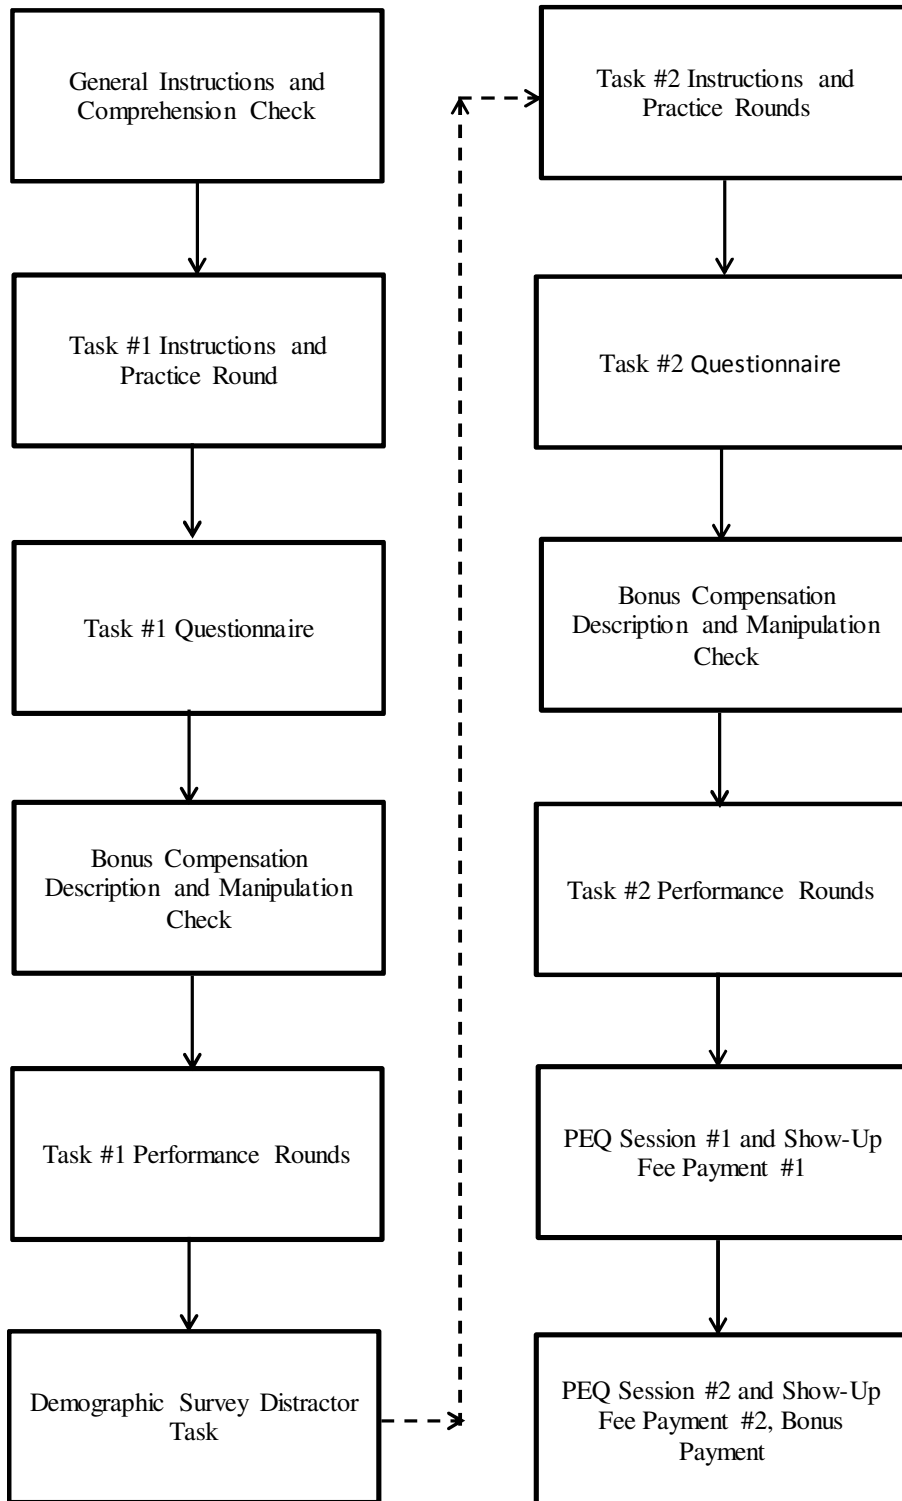 General Instructions and
Comprehension Check
Task #1 Instructions and
Practice Round
Task #1 Questionnaire
Bonus Compensation
Description and Manipulation
Check
Task #1 Performance Rounds
Demographic Survey Distractor
Task
Task #2 Instructions and
Practice Rounds
Task #2 Questionnaire
Bonus Compensation
Description and Manipulation
Check
Task #2 Performance Rounds
PEQ Session #1 and Show-Up
Fee Payment #1
PEQ Session #2 and Show-Up
Fee Payment #2, Bonus
Payment